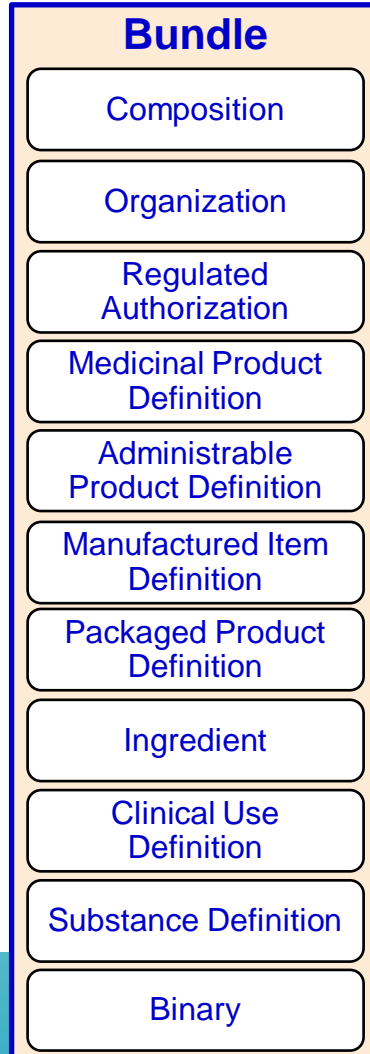 Bundle
Composition
Organization
Regulated
Authorization
Medicinal Product
Definition
Administrable
Product Definition
Manufactured Item
Definition
Packaged Product
Definition
Ingredient
Clinical Use
Definition
Substance Definition
Binary